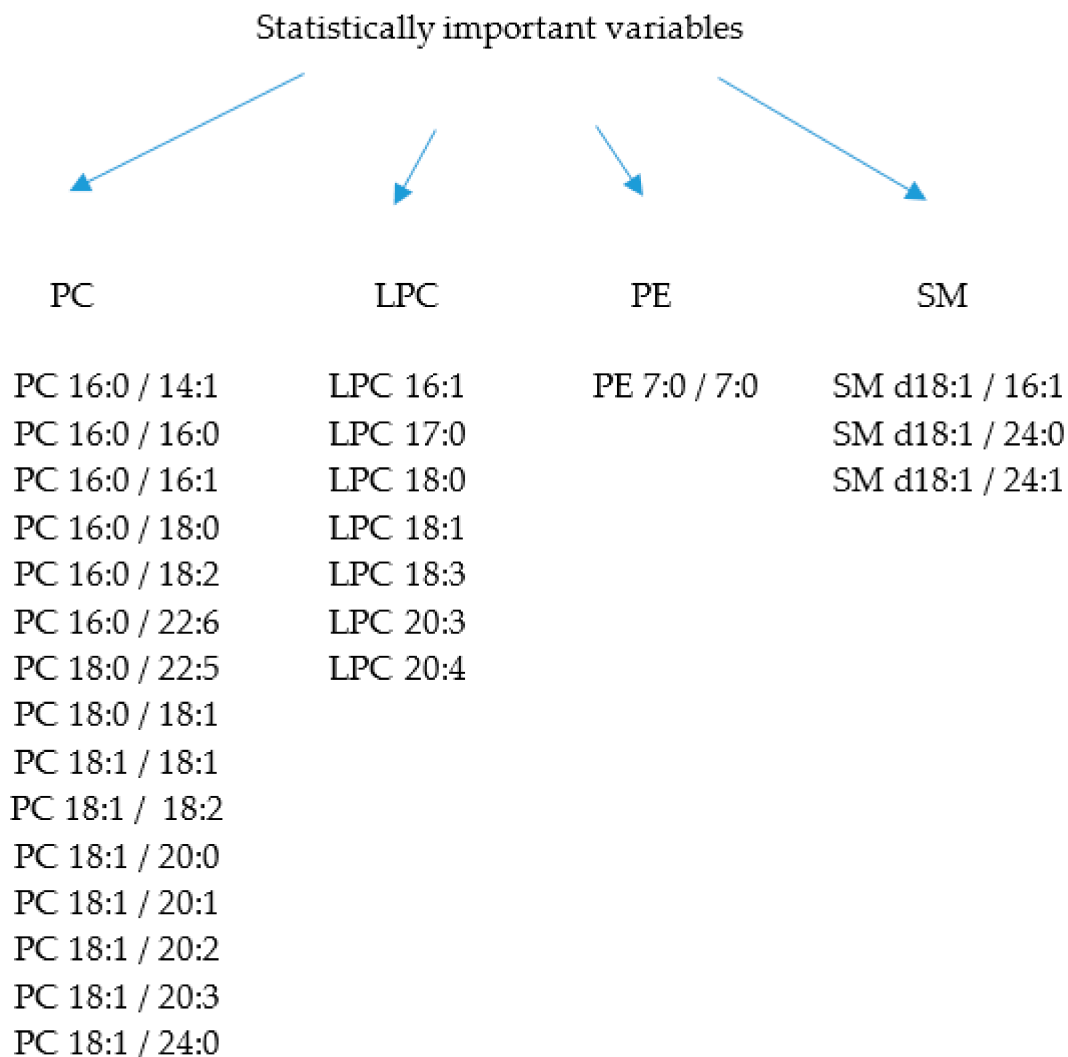 Statistically important variables
PC
LPC
PE
SM
PC 16:0 / 14:1
PC 16:0 / 16:0
PC 16:0 / 16:1
PC 16:0 / 18:0
PC 16:0 / 18:2
PC 16:0 / 22:6
PC 18:0 / 22:5
PC 18:0 / 18:1
PC 18:1 / 18:1
PC 18:1 /  18:2
PC 18:1 / 20:0
PC 18:1 / 20:1
PC 18:1 / 20:2
PC 18:1 / 20:3
PC 18:1 / 24:0
LPC 16:1
LPC 17:0
LPC 18:0
LPC 18:1
LPC 18:3
LPC 20:3
LPC 20:4
PE 7:0 / 7:0
SM d18:1 / 16:1
SM d18:1 / 24:0
SM d18:1 / 24:1